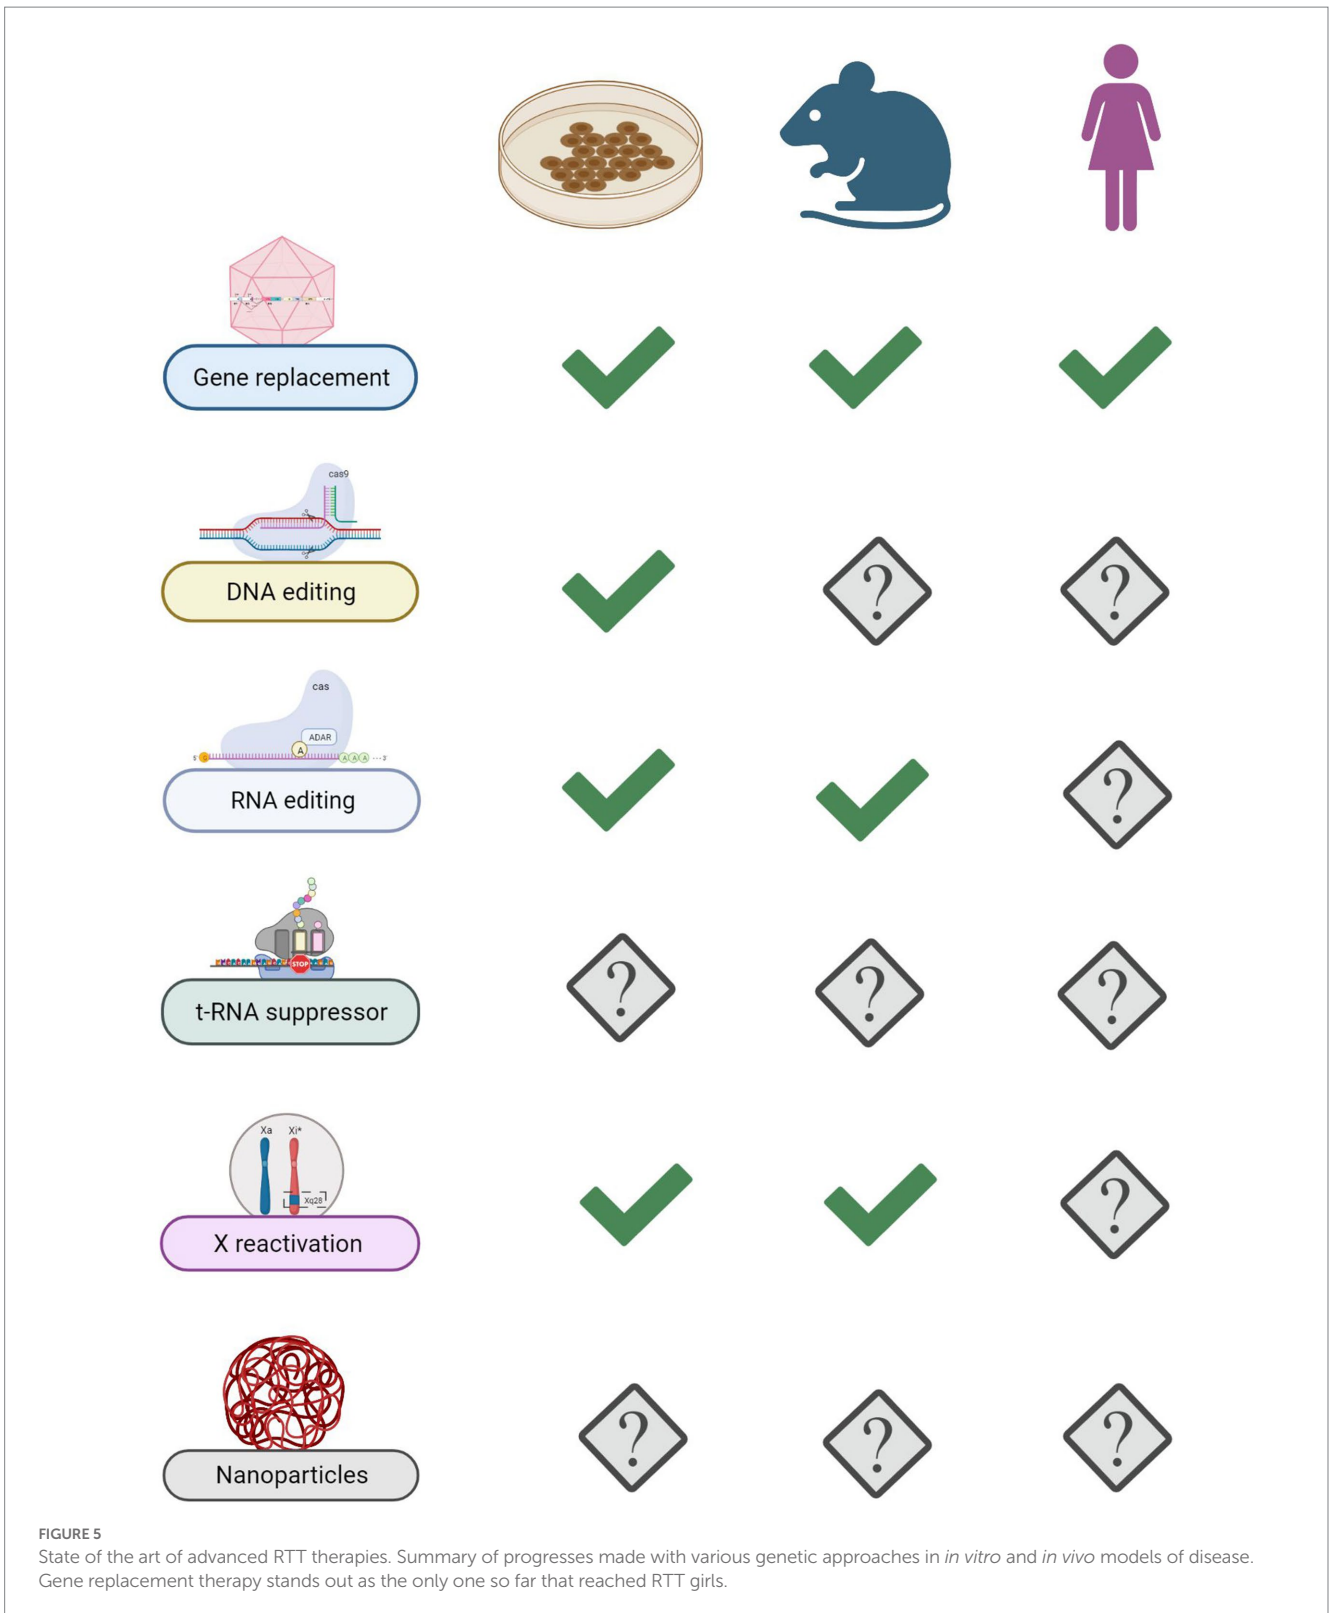 Gene replacement
cas9
DNA editing
? ?
cas
ADAR
A
5' G A A A ---3'
RNA editing
?
STOP
t-RNA suppressor
? ? ?
Xa Xi*
Xq28
X reactivation
?
Nanoparticles
? ? ?
FIGURE 5
State of the art of advanced RTT therapies. Summary of progresses made with various genetic approaches in in vitro and in vivo models of disease.
Gene replacement therapy stands out as the only one so far that reached RTT girls.